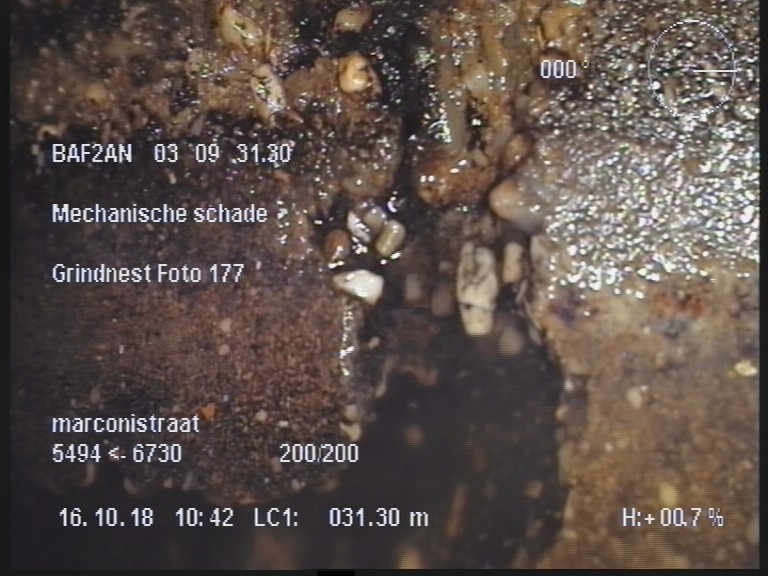 000°
BAF2AN 03 09 31.30
Mechanische schade
Grindnest Foto 177
marconistraat
5494 <- 6730 200/200
16.10.18 10:42 LC1: 031.30 m H:+00.7 %